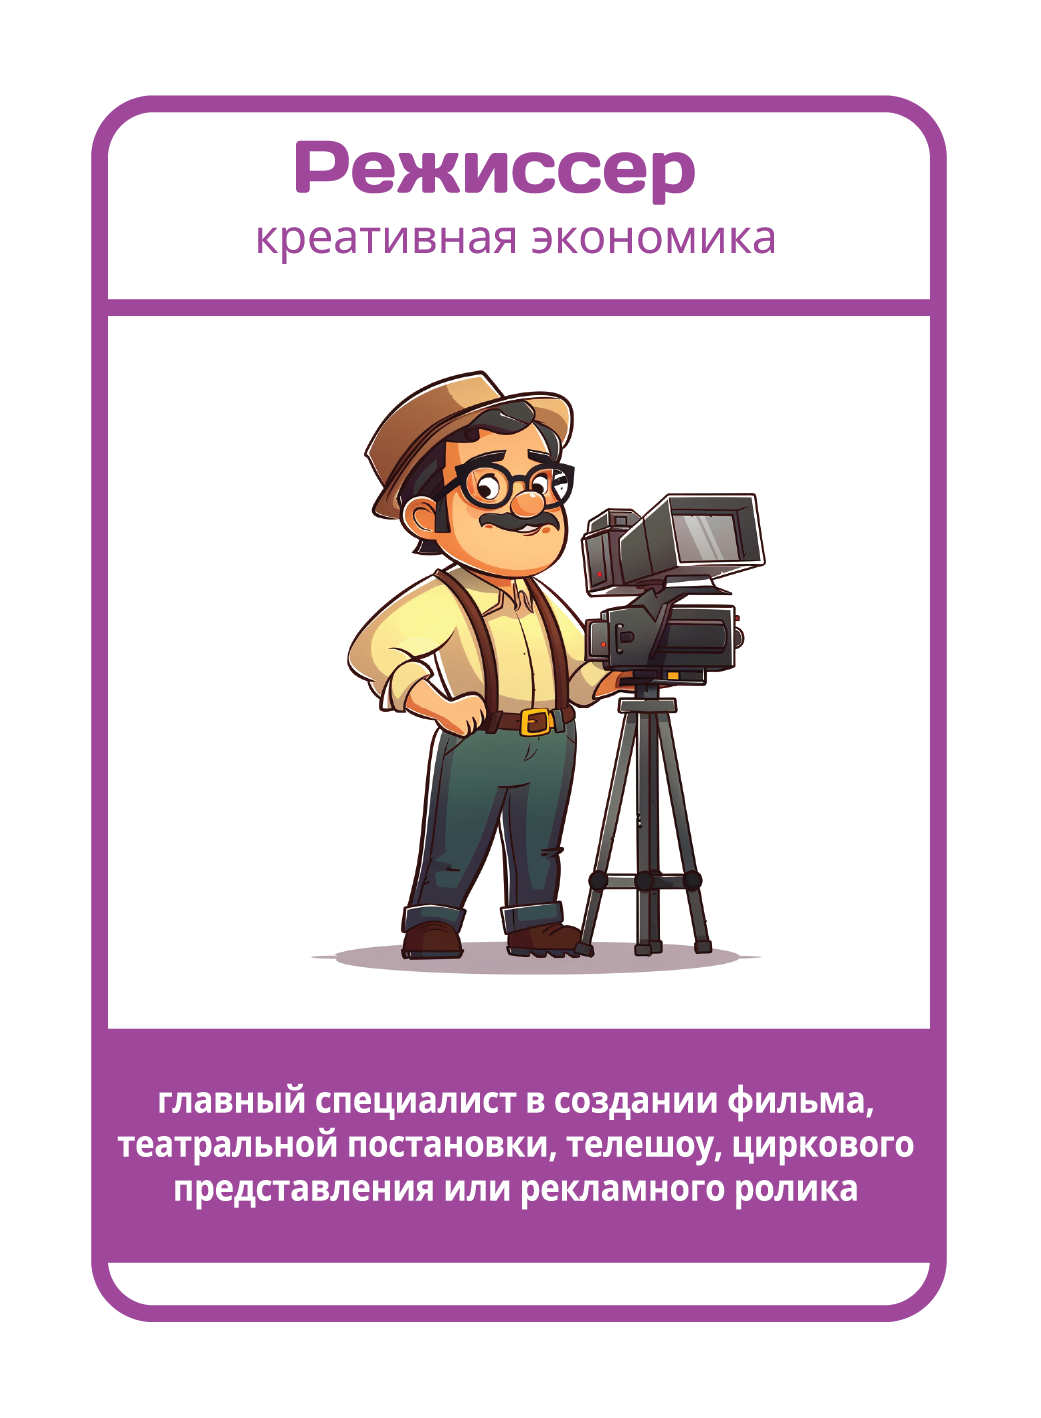 Режиссер
креативная экономика
главный специалист в создании фильма,
театральной постановки, телешоу, циркового
представления или рекламного ролика